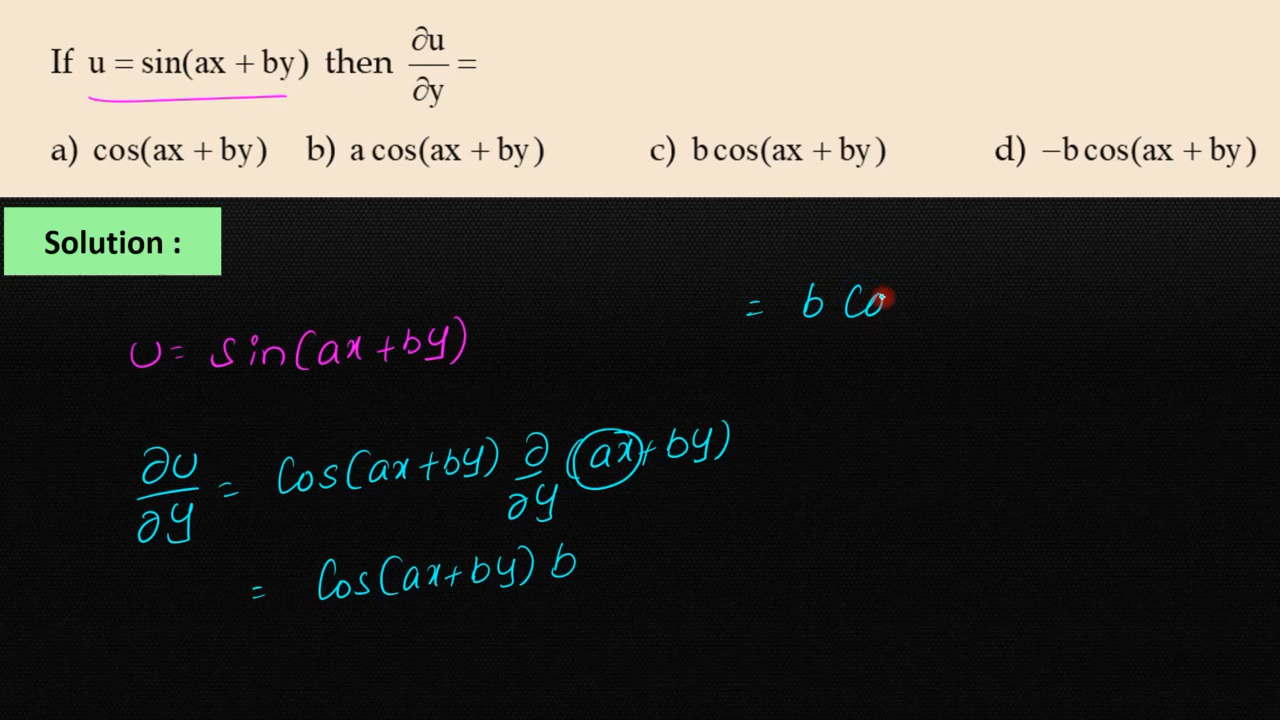 If u = sin(ax + by) then ∂u/∂y =
a) cos(ax + by) b) a cos(ax + by) c) b cos(ax + by) d) −b cos(ax + by)
Solution :
u = sin(ax + by)
∂u/∂y = Cos(ax + by) ∂/∂y (ax + by)
= Cos(ax + by) b
= b Co